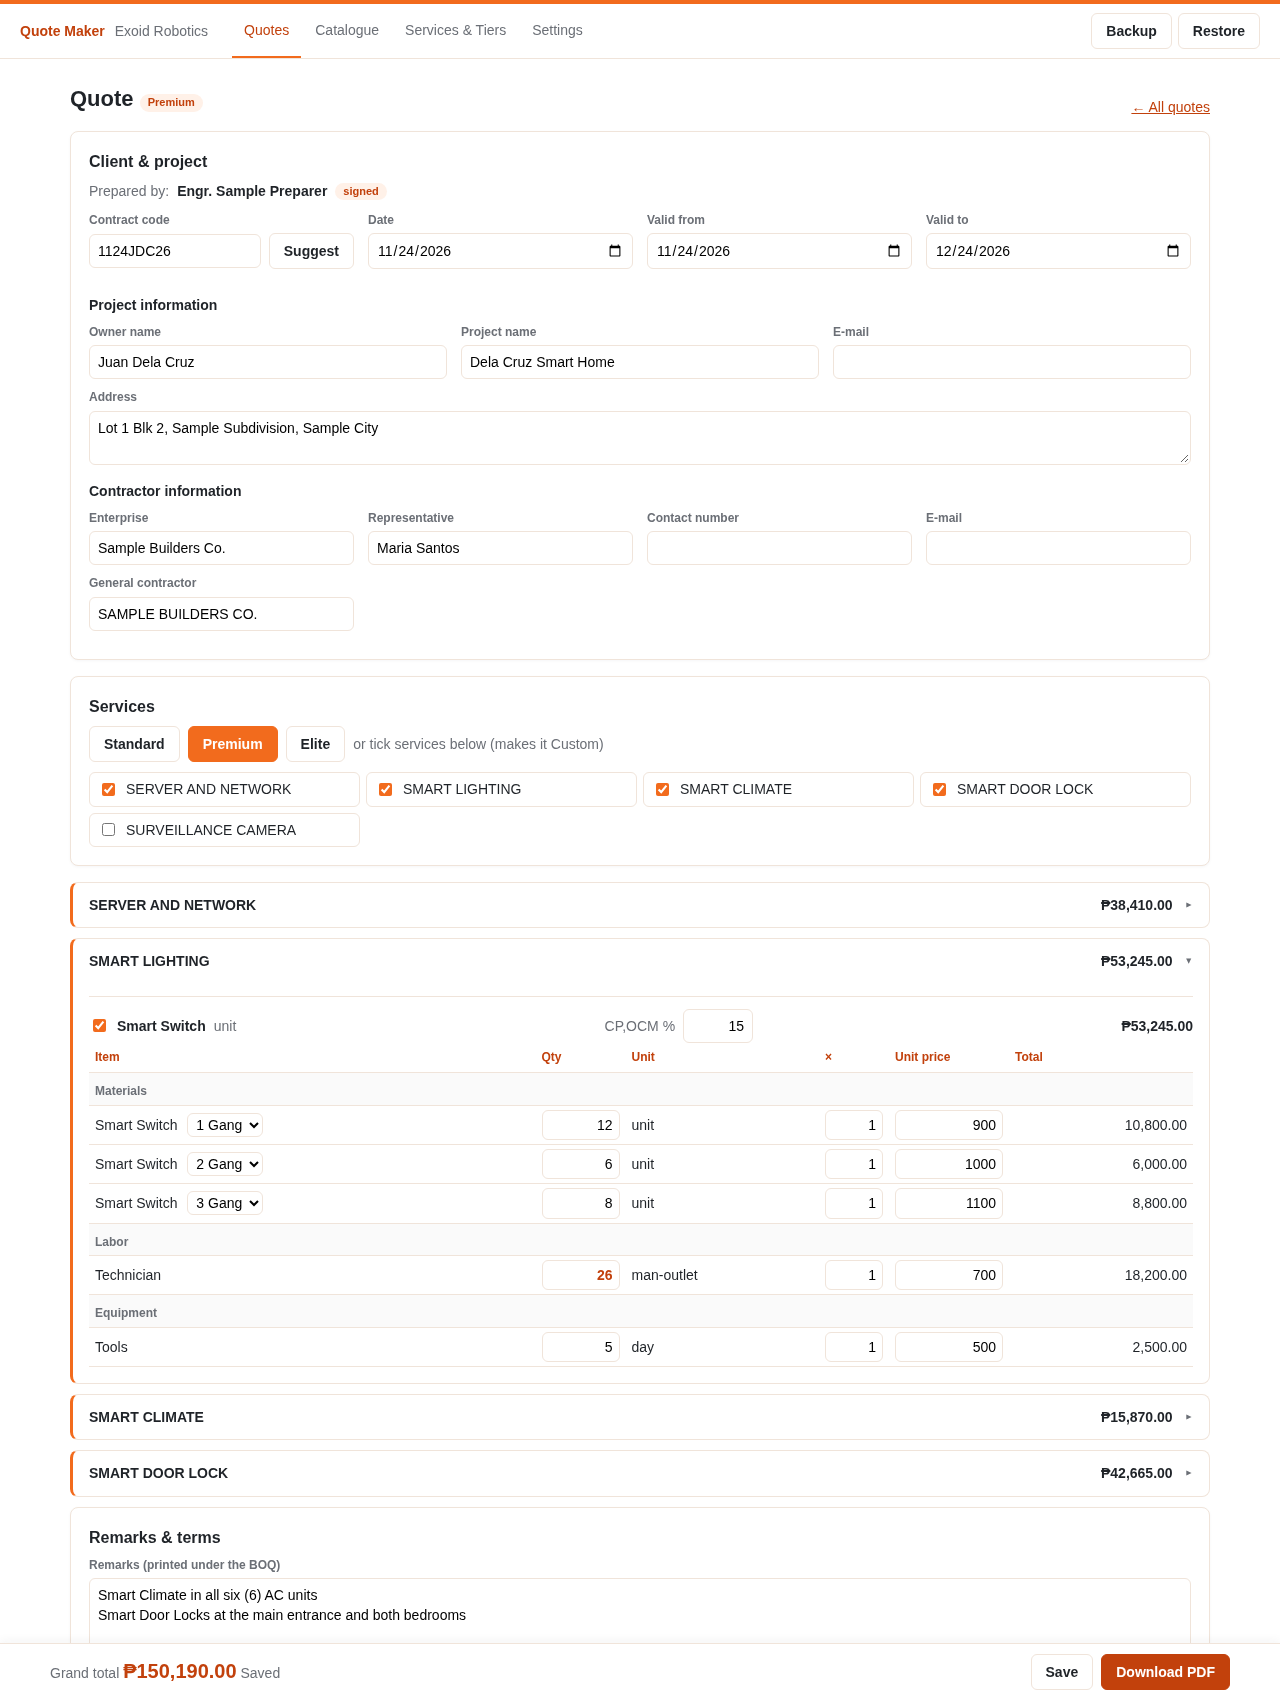 Quote Maker Exoid Robotics Quotes Catalogue Services & Tiers Settings Backup Restore
Quote Premium ← All quotes
Client & project
Prepared by: Engr. Sample Preparer signed
Contract code Date Valid from Valid to
1124JDC26 Suggest 11/24/2026 11/24/2026 12/24/2026
Project information
Owner name Project name E-mail
Juan Dela Cruz Dela Cruz Smart Home
Address
Lot 1 Blk 2, Sample Subdivision, Sample City
Contractor information
Enterprise Representative Contact number E-mail
Sample Builders Co. Maria Santos
General contractor
SAMPLE BUILDERS CO.
Services
Standard Premium Elite or tick services below (makes it Custom)
SERVER AND NETWORK SMART LIGHTING SMART CLIMATE SMART DOOR LOCK
SURVEILLANCE CAMERA
SERVER AND NETWORK ₱38,410.00 ▸
SMART LIGHTING ₱53,245.00 ▾
Smart Switch unit CP,OCM % 15 ₱53,245.00
Item Qty Unit × Unit price Total
Materials
Smart Switch 1 Gang 12 unit 1 900 10,800.00
Smart Switch 2 Gang 6 unit 1 1000 6,000.00
Smart Switch 3 Gang 8 unit 1 1100 8,800.00
Labor
Technician 26 man-outlet 1 700 18,200.00
Equipment
Tools 5 day 1 500 2,500.00
SMART CLIMATE ₱15,870.00 ▸
SMART DOOR LOCK ₱42,665.00 ▸
Remarks & terms
Remarks (printed under the BOQ)
Smart Climate in all six (6) AC units
Smart Door Locks at the main entrance and both bedrooms
Grand total ₱150,190.00 Saved Save Download PDF